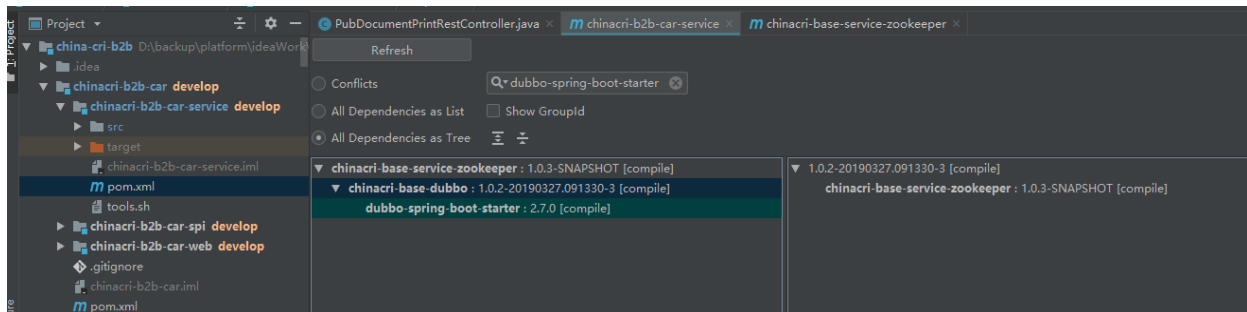 1: Project
Project
PubDocumentPrintRestController.java
chinacri-b2b-car-service
chinacri-base-service-zookeeper
china-cri-b2b D:\backup\platform\ideaWork
.idea
chinacri-b2b-car develop
chinacri-b2b-car-service develop
src
target
chinacri-b2b-car-service.iml
pom.xml
tools.sh
chinacri-b2b-car-spi develop
chinacri-b2b-car-web develop
.gitignore
chinacri-b2b-car.iml
pom.xml
Refresh
Conflicts
dubbo-spring-boot-starter
All Dependencies as List
Show GroupId
All Dependencies as Tree
chinacri-base-service-zookeeper : 1.0.3-SNAPSHOT [compile]
chinacri-base-dubbo : 1.0.2-20190327.091330-3 [compile]
dubbo-spring-boot-starter : 2.7.0 [compile]
1.0.2-20190327.091330-3 [compile]
chinacri-base-service-zookeeper : 1.0.3-SNAPSHOT [compile]